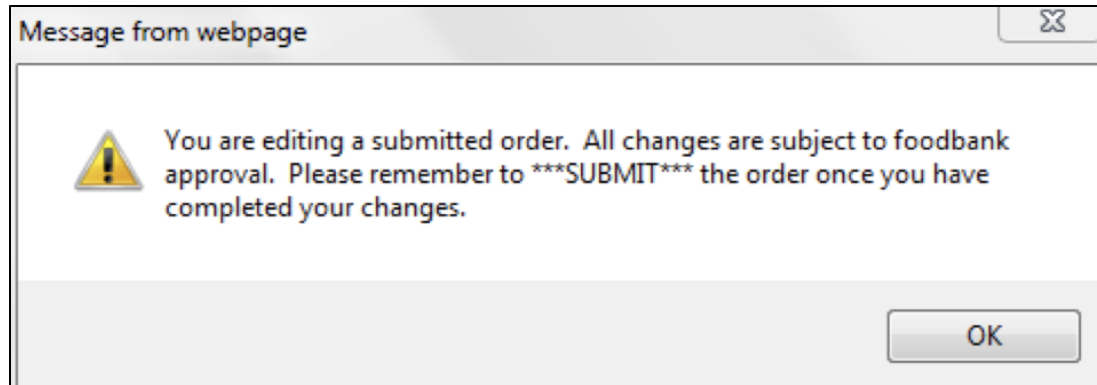 Message from webpage
You are editing a submitted order.  All changes are subject to foodbank
approval.  Please remember to ***SUBMIT*** the order once you have
completed your changes.
OK